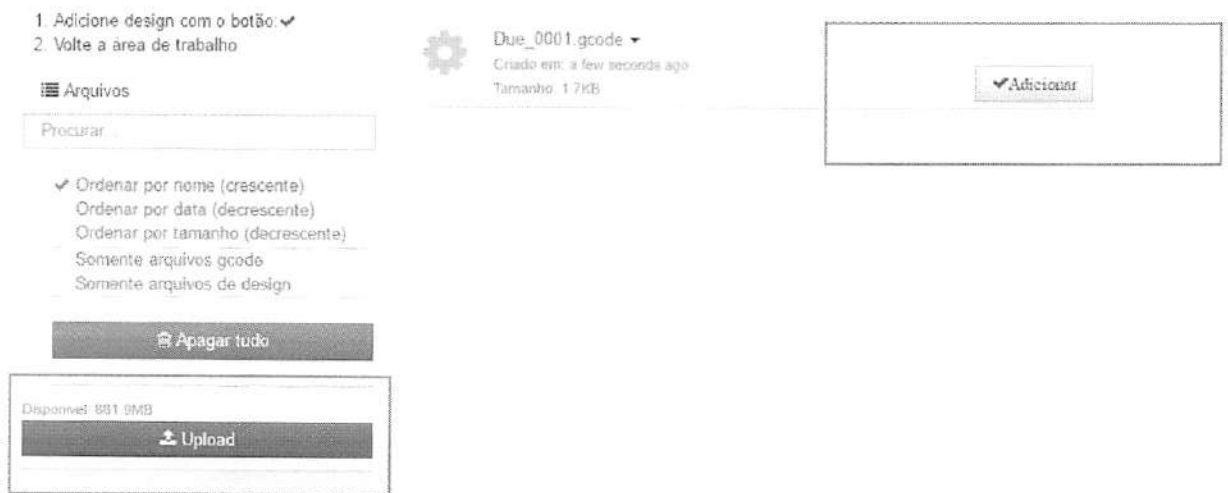 1. Adicione design com o botão:✔
2. Volte a área de trabalho
Arquivos
Procurar...
✔ Ordenar por nome (crescente)
Ordenar por data (decrescente)
Ordenar por tamanho (decrescente)
Somente arquivos gcode
Somente arquivos de design
Apagar tudo
Disponível: 881.9MB
Upload
Due_0001.gcode
Criado em: a few seconds ago
Tamanho: 1.7KB
✔Adicionar